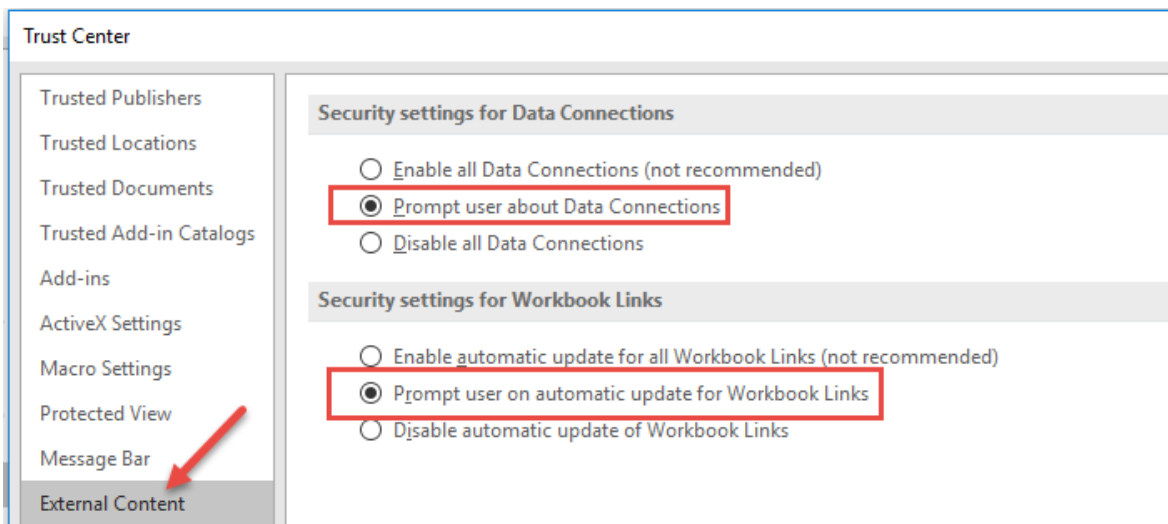 Trust Center
Trusted Publishers
Trusted Locations
Trusted Documents
Trusted Add-in Catalogs
Add-ins
ActiveX Settings
Macro Settings
Protected View
Message Bar
External Content
Security settings for Data Connections
Enable all Data Connections (not recommended)
Prompt user about Data Connections
Disable all Data Connections
Security settings for Workbook Links
Enable automatic update for all Workbook Links (not recommended)
Prompt user on automatic update for Workbook Links
Disable automatic update of Workbook Links